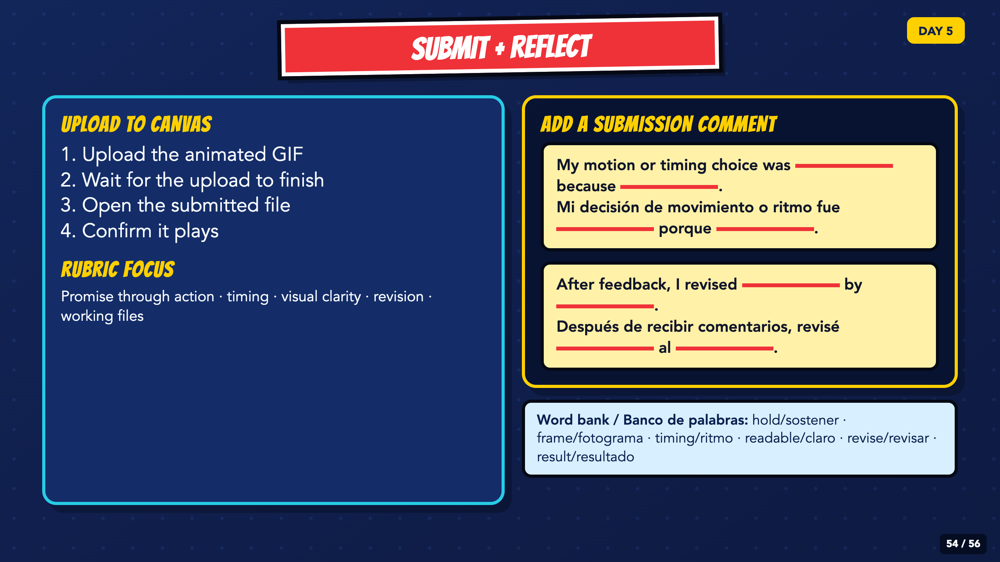 SUBMIT + REFLECT
DAY 5
UPLOAD TO CANVAS
1. Upload the animated GIF
2. Wait for the upload to finish
3. Open the submitted file
4. Confirm it plays
RUBRIC FOCUS
Promise through action · timing · visual clarity · revision ·
working files
ADD A SUBMISSION COMMENT
My motion or timing choice was
because .
Mi decisión de movimiento o ritmo fue
porque .
After feedback, I revised by
.
Después de recibir comentarios, revisé
al .
Word bank / Banco de palabras: hold/sostener ·
frame/fotograma · timing/ritmo · readable/claro · revise/revisar ·
result/resultado
54 / 56